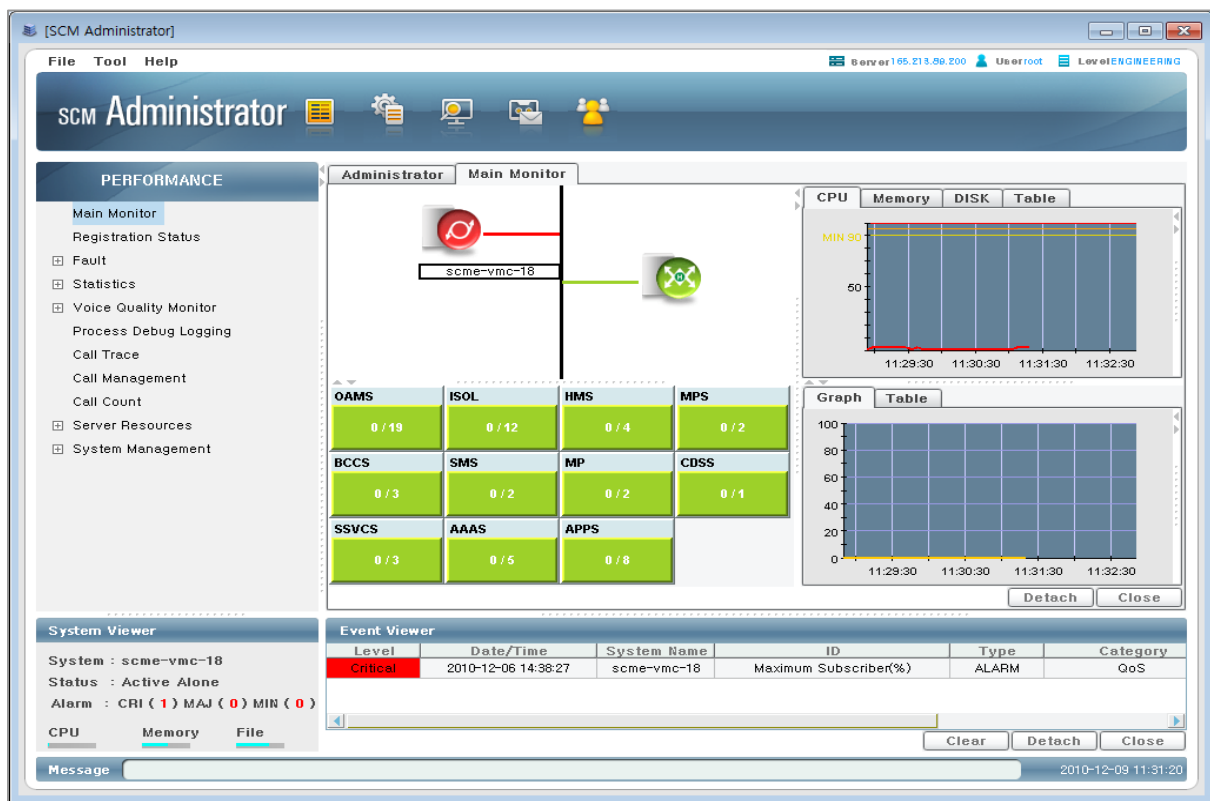 [SCM Administrator]
File Tool Help
Server165.213.89.200 Userroot LevelENGINEERING
SCM Administrator
PERFORMANCE
Main Monitor
Registration Status
Fault
Statistics
Voice Quality Monitor
Process Debug Logging
Call Trace
Call Management
Call Count
Server Resources
System Management
Administrator Main Monitor
scme-vmc-18
H
OAMS ISOL HMS MPS
0 / 19 0 / 12 0 / 4 0 / 2
BCCS SMS MP CDSS
0 / 3 0 / 2 0 / 2 0 / 1
SSVCS AAAS APPS
0 / 3 0 / 5 0 / 8
CPU Memory DISK Table
MIN 90
50
11:29:30 11:30:30 11:31:30 11:32:30
Graph Table
100
80
60
40
20
0
11:29:30 11:30:30 11:31:30 11:32:30
Detach Close
System Viewer
System : scme-vmc-18
Status : Active Alone
Alarm : CRI ( 1 ) MAJ ( 0 ) MIN ( 0 )
CPU Memory File
Event Viewer
Level Date/Time System Name ID Type Category
Critical 2010-12-06 14:38:27 scme-vmc-18 Maximum Subscriber(%) ALARM QoS
Clear Detach Close
Message
2010-12-09 11:31:20